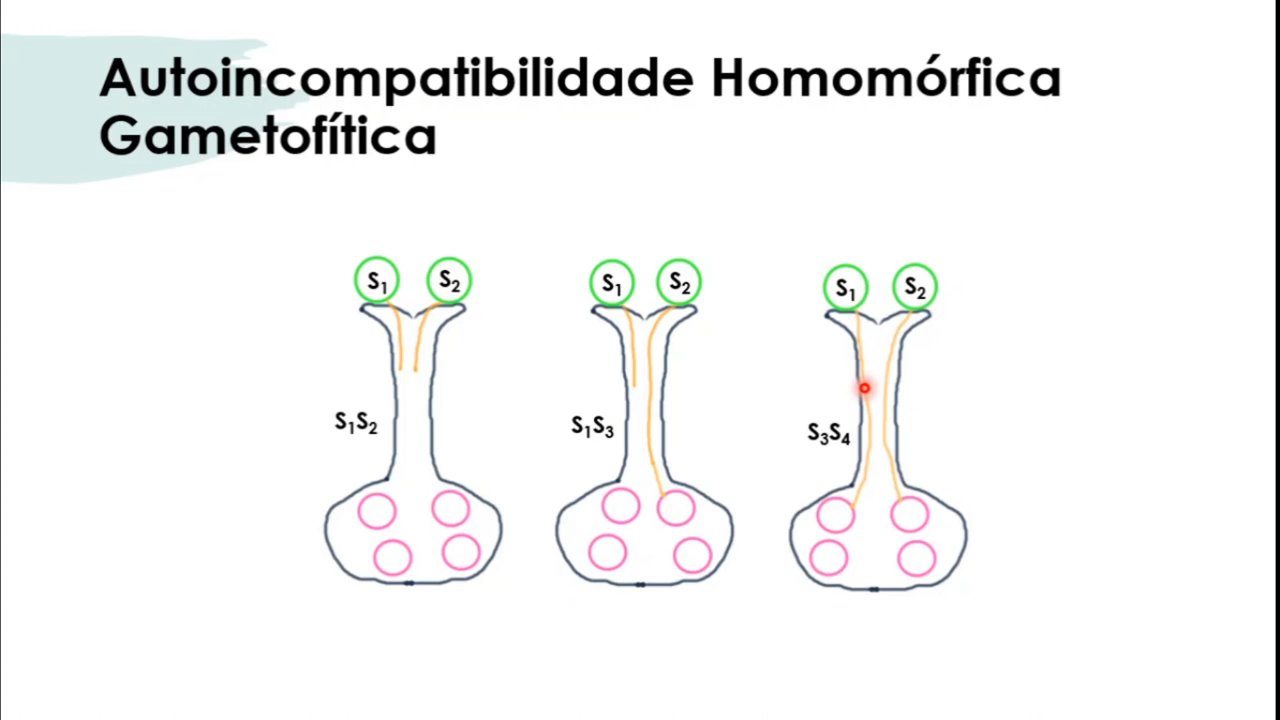 Autoincompatibilidade Homomórfica
Gametofítica
S₁ S₂ S₁ S₂ S₁ S₂
S₁S₂ S₁S₃ S₃S₄